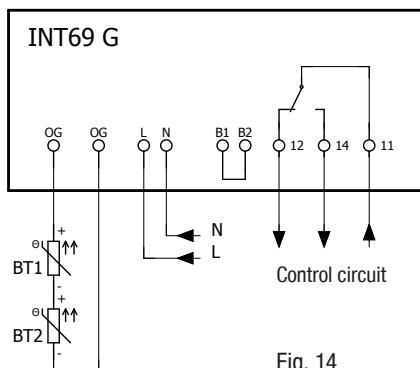 INT69 G
OG OG L N B1 B2 12 14 11
N
L
Control circuit
Θ
+
BT1
-
Θ
+
BT2
-
Fig. 14